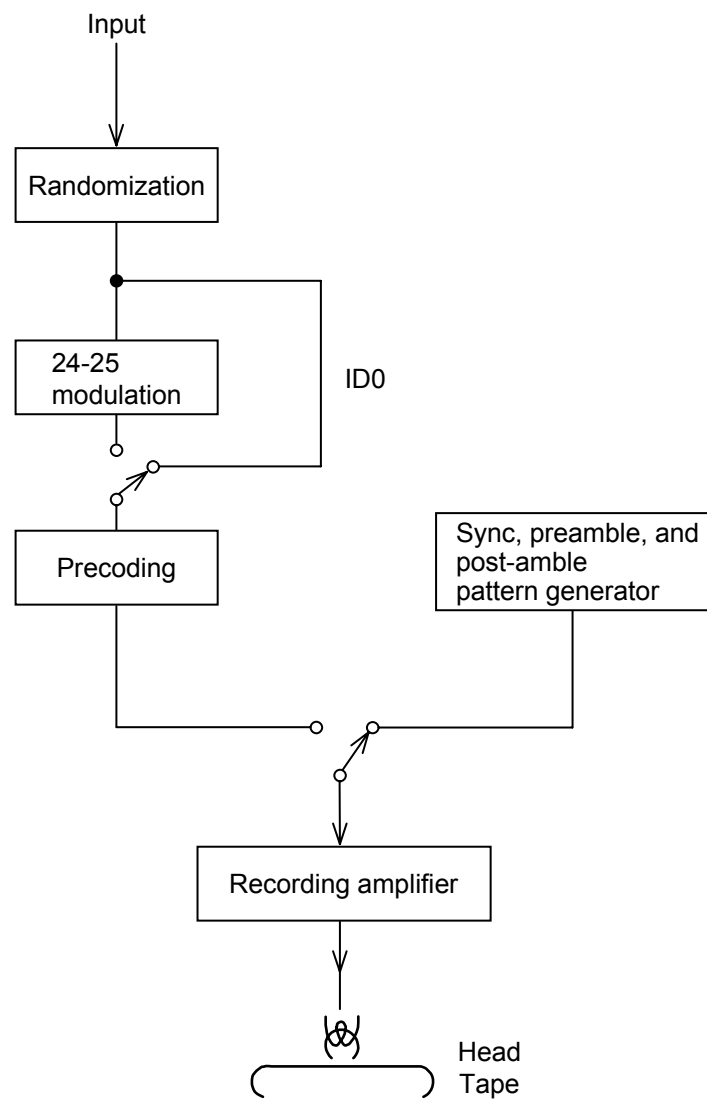 Input
Randomization
24-25
modulation
ID0
Precoding
Sync, preamble, and
post-amble
pattern generator
Recording amplifier
Head
Tape